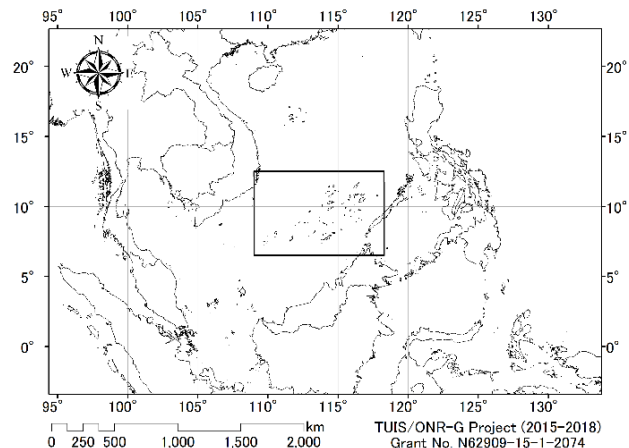 95° 100° 105° 110° 115° 120° 125° 130°
N
W E
S
20° 20°
15° 15°
10° 10°
5° 5°
0° 0°
95° 100° 105° 110° 115° 120° 125° 130°
km
0 250 500 1,000 1,500 2,000
TUIS/ONR-G Project (2015-2018)
Grant No. N62909-15-1-2074